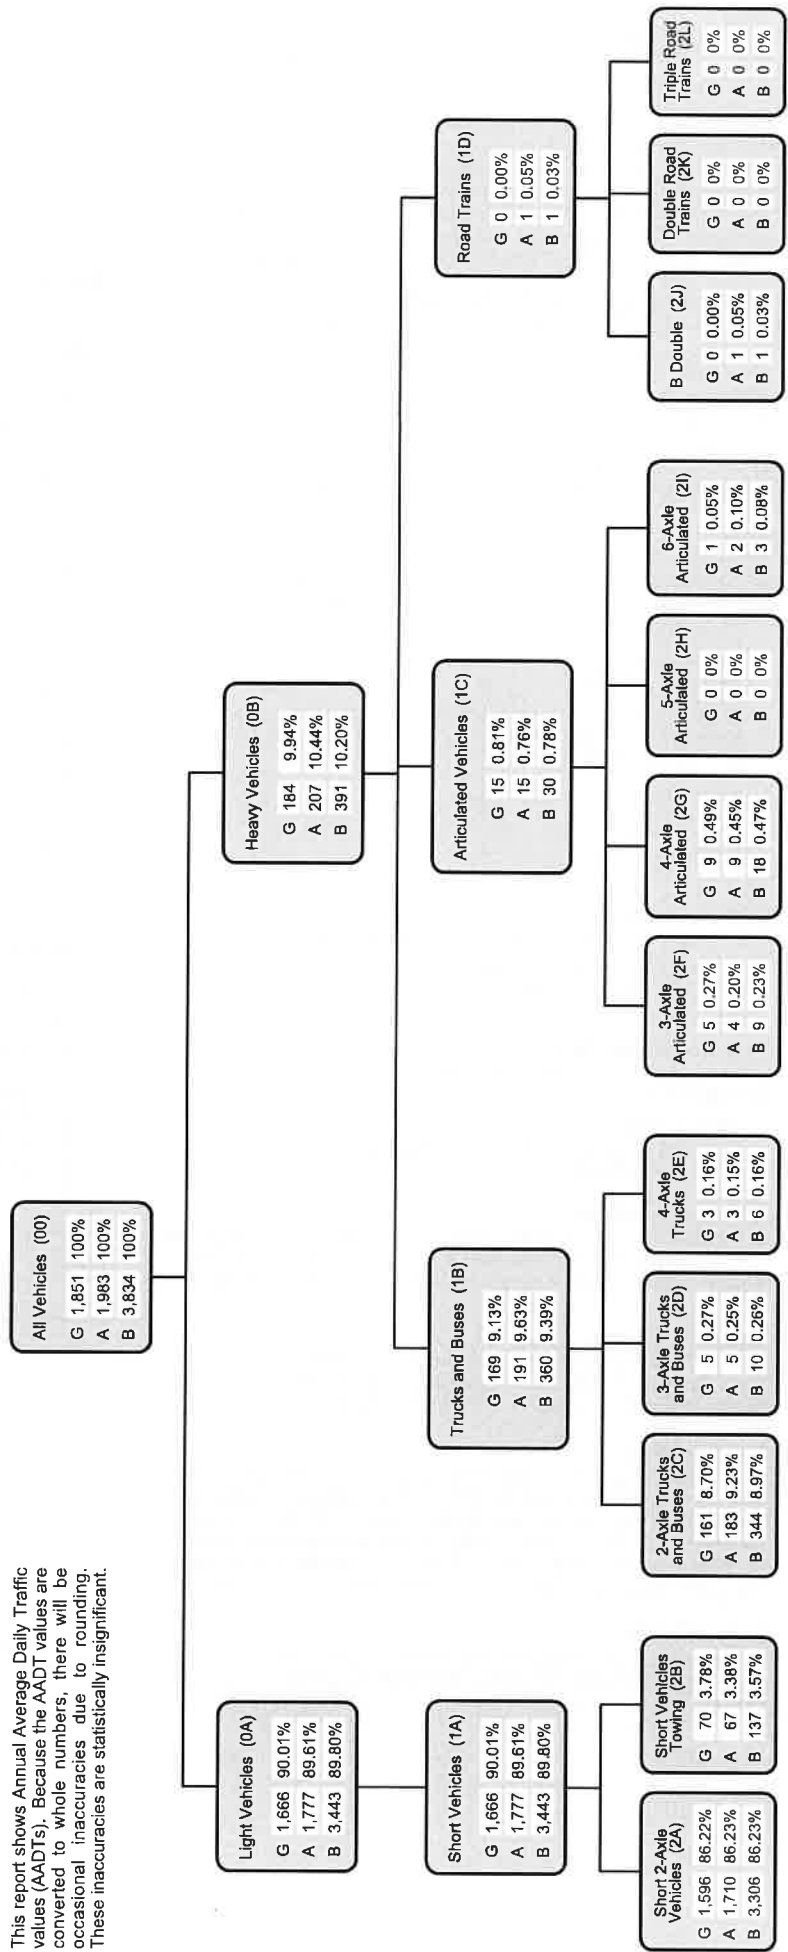 This report shows Annual Average Daily Traffic
values (AADTs). Because the AADT values are
converted to whole numbers, there will be
occasional inaccuracies due to rounding.
These inaccuracies are statistically insignificant.
All Vehicles (00)
G 1,851 100%
A 1,983 100%
B 3,834 100%
Light Vehicles (0A)
G 1,666 90.01%
A 1,777 89.61%
B 3,443 89.80%
Heavy Vehicles (0B)
G 184 9.94%
A 207 10.44%
B 391 10.20%
Short Vehicles (1A)
G 1,666 90.01%
A 1,777 89.61%
B 3,443 89.80%
Trucks and Buses (1B)
G 169 9.13%
A 191 9.63%
B 360 9.39%
Articulated Vehicles (1C)
G 15 0.81%
A 15 0.76%
B 30 0.78%
Road Trains (1D)
G 0 0.00%
A 1 0.05%
B 1 0.03%
Short 2-Axle
Vehicles (2A)
G 1,596 86.22%
A 1,710 86.23%
B 3,306 86.23%
Short Vehicles
Towing (2B)
G 70 3.78%
A 67 3.38%
B 137 3.57%
2-Axle Trucks
and Buses (2C)
G 161 8.70%
A 183 9.23%
B 344 8.97%
3-Axle Trucks
and Buses (2D)
G 5 0.27%
A 5 0.25%
B 10 0.26%
4-Axle
Trucks (2E)
G 3 0.16%
A 3 0.15%
B 6 0.16%
3-Axle
Articulated (2F)
G 5 0.27%
A 4 0.20%
B 9 0.23%
4-Axle
Articulated (2G)
G 9 0.49%
A 9 0.45%
B 18 0.47%
5-Axle
Articulated (2H)
G 0 0%
A 0 0%
B 0 0%
6-Axle
Articulated (2I)
G 1 0.05%
A 2 0.10%
B 3 0.08%
B Double (2J)
G 0 0.00%
A 1 0.05%
B 1 0.03%
Double Road
Trains (2K)
G 0 0%
A 0 0%
B 0 0%
Triple Road
Trains (2L)
G 0 0%
A 0 0%
B 0 0%